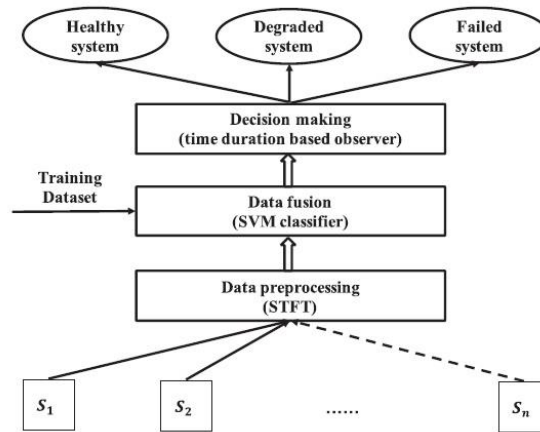 Healthy
system
Degraded
system
Failed
system
Decision making
(time duration based observer)
Training
Dataset
Data fusion
(SVM classifier)
Data preprocessing
(STFT)
S₁
S₂
......
Sₙ